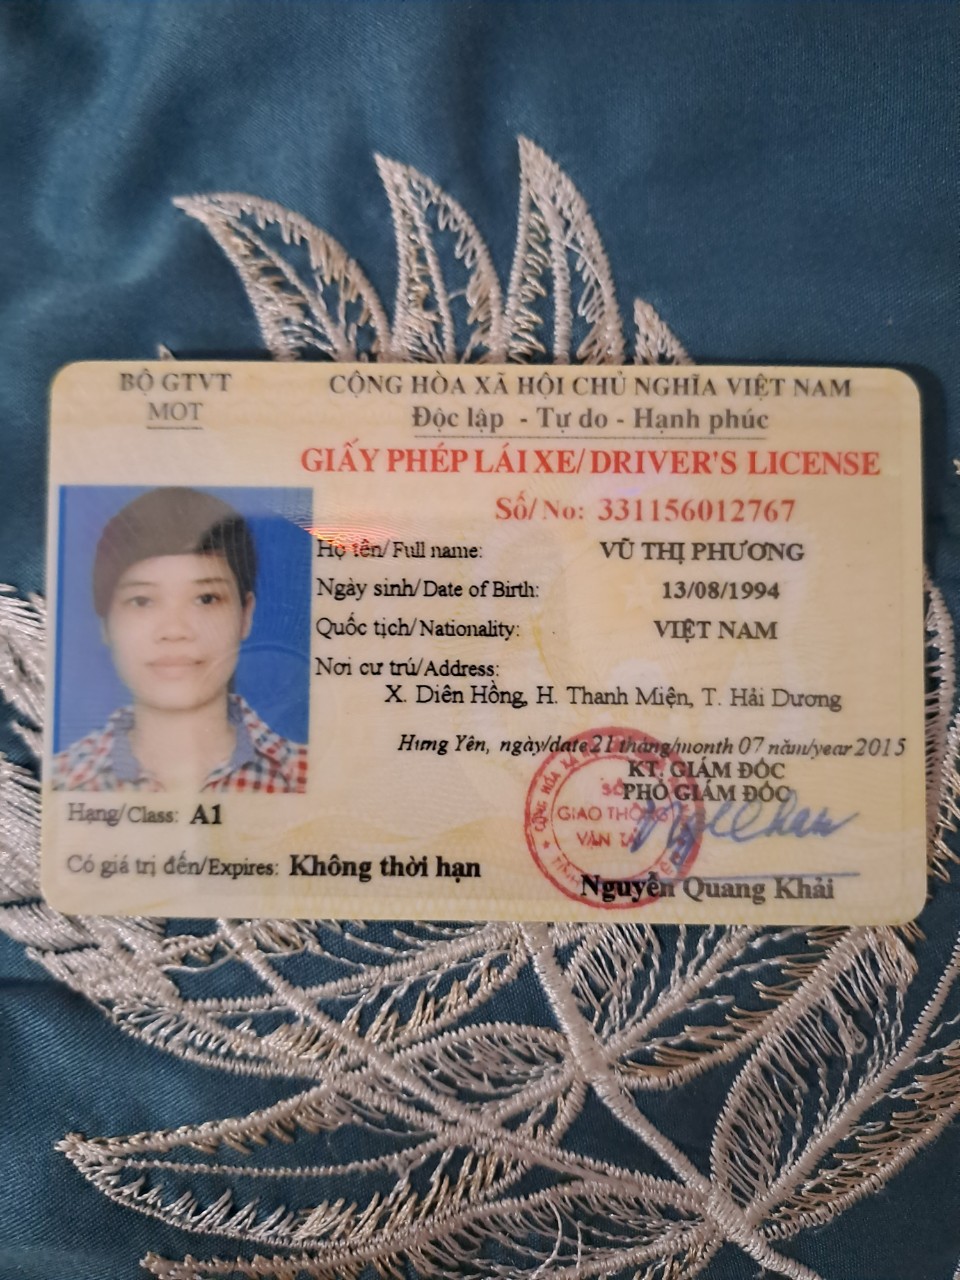 BỘ GTVT
MOT
CỘNG HÒA XÃ HỘI CHỦ NGHĨA VIỆT NAM
Độc lập - Tự do - Hạnh phúc
GIẤY PHÉP LÁI XE/DRIVER'S LICENSE
Số/No: 331156012767
Họ tên/Full name: VŨ THỊ PHƯƠNG
Ngày sinh/Date of Birth: 13/08/1994
Quốc tịch/Nationality: VIỆT NAM
Nơi cư trú/Address:
X. Diên Hồng, H. Thanh Miện, T. Hải Dương
Hưng Yên, ngày/date 21 tháng/month 07 năm/year 2015
KT. GIÁM ĐỐC
PHÓ GIÁM ĐỐC
SỞ
GIAO THÔNG
VẬN TẢI
Nguyễn Quang Khải
Hạng/Class: A1
Có giá trị đến/Expires: Không thời hạn